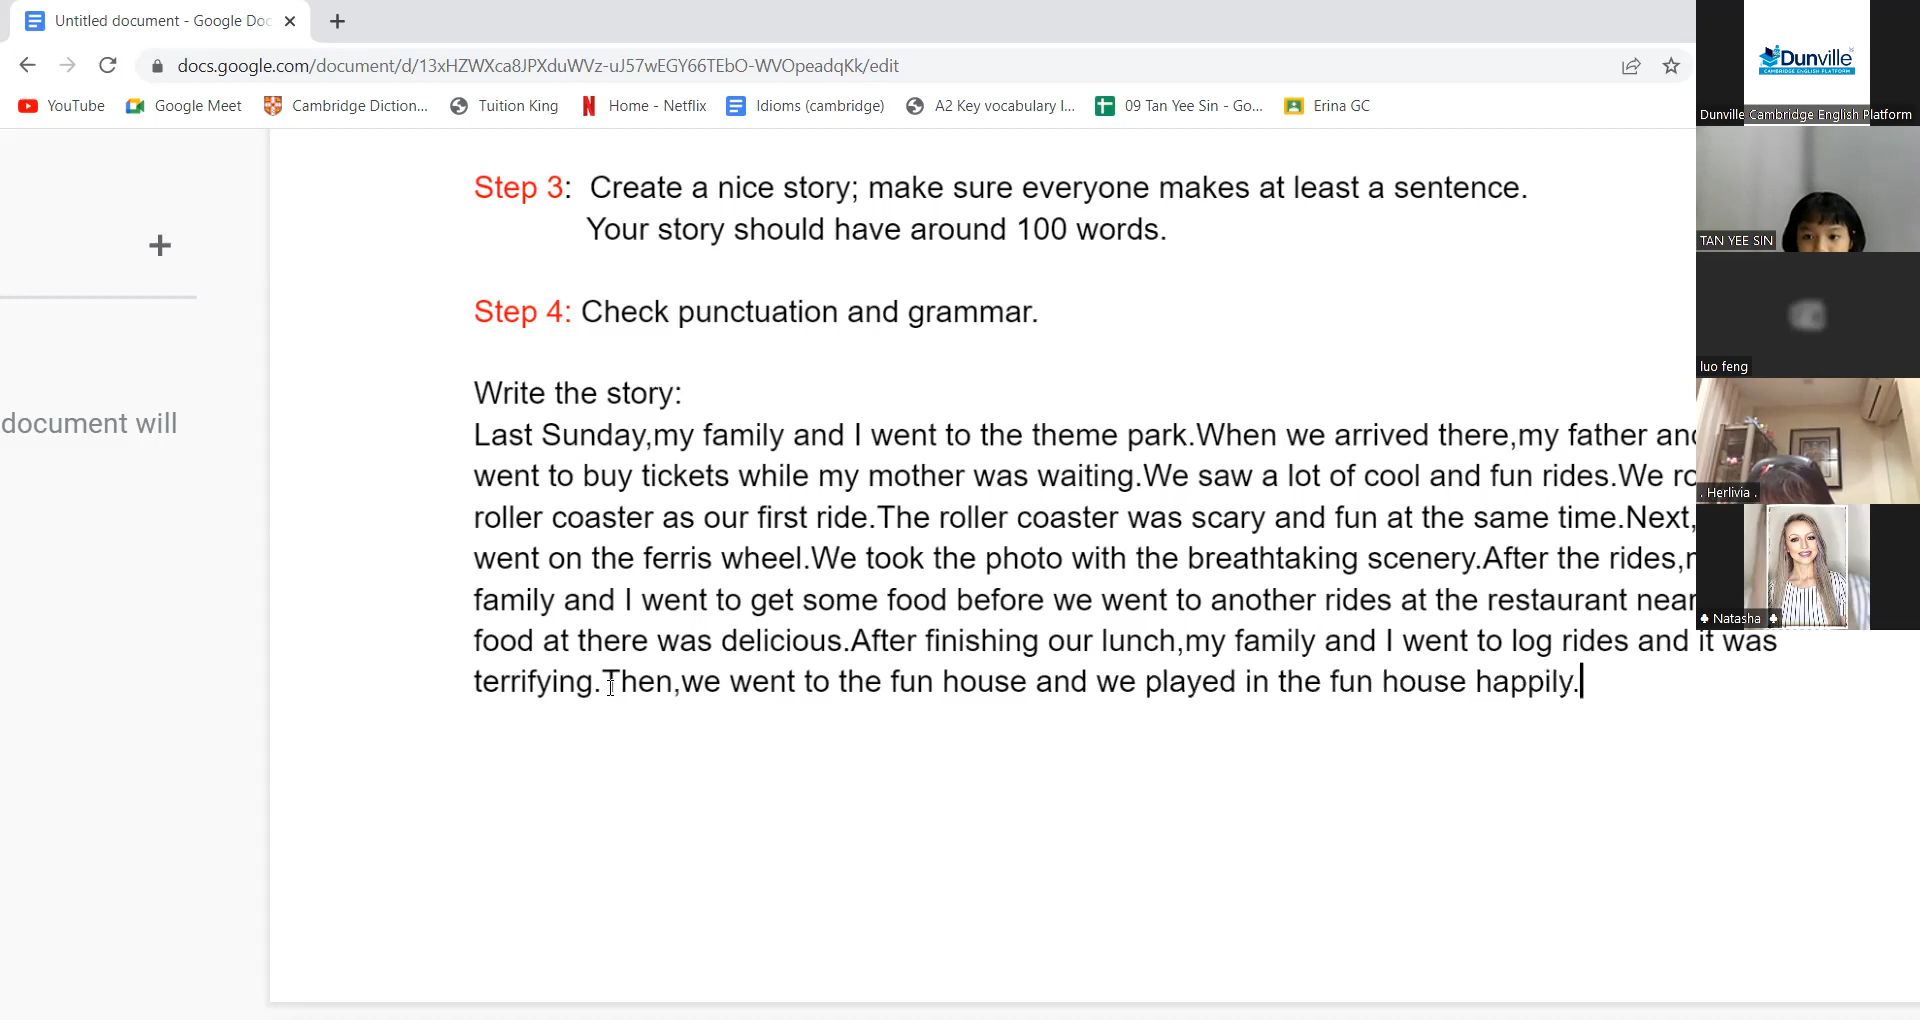 Untitled document - Google Doc
docs.google.com/document/d/13xHZWXca8JPXduWVz-uJ57wEGY66TEbO-WVOpeadqKk/edit
YouTube Google Meet Cambridge Diction... Tuition King Home - Netflix Idioms (cambridge) A2 Key vocabulary l... 09 Tan Yee Sin - Go... Erina GC
Dunville
CAMBRIDGE ENGLISH PLATFORM
Dunville Cambridge English Platform
TAN YEE SIN
luo feng
. Herlivia .
♠ Natasha ♠
document will
Step 3: Create a nice story; make sure everyone makes at least a sentence.
Your story should have around 100 words.
Step 4: Check punctuation and grammar.
Write the story:
Last Sunday,my family and I went to the theme park.When we arrived there,my father
went to buy tickets while my mother was waiting.We saw a lot of cool and fun rides.We
roller coaster as our first ride.The roller coaster was scary and fun at the same time.Next,
went on the ferris wheel.We took the photo with the breathtaking scenery.After the rides,
family and I went to get some food before we went to another rides at the restaurant
food at there was delicious.After finishing our lunch,my family and I went to log rides and it was
terrifying.Then,we went to the fun house and we played in the fun house happily.